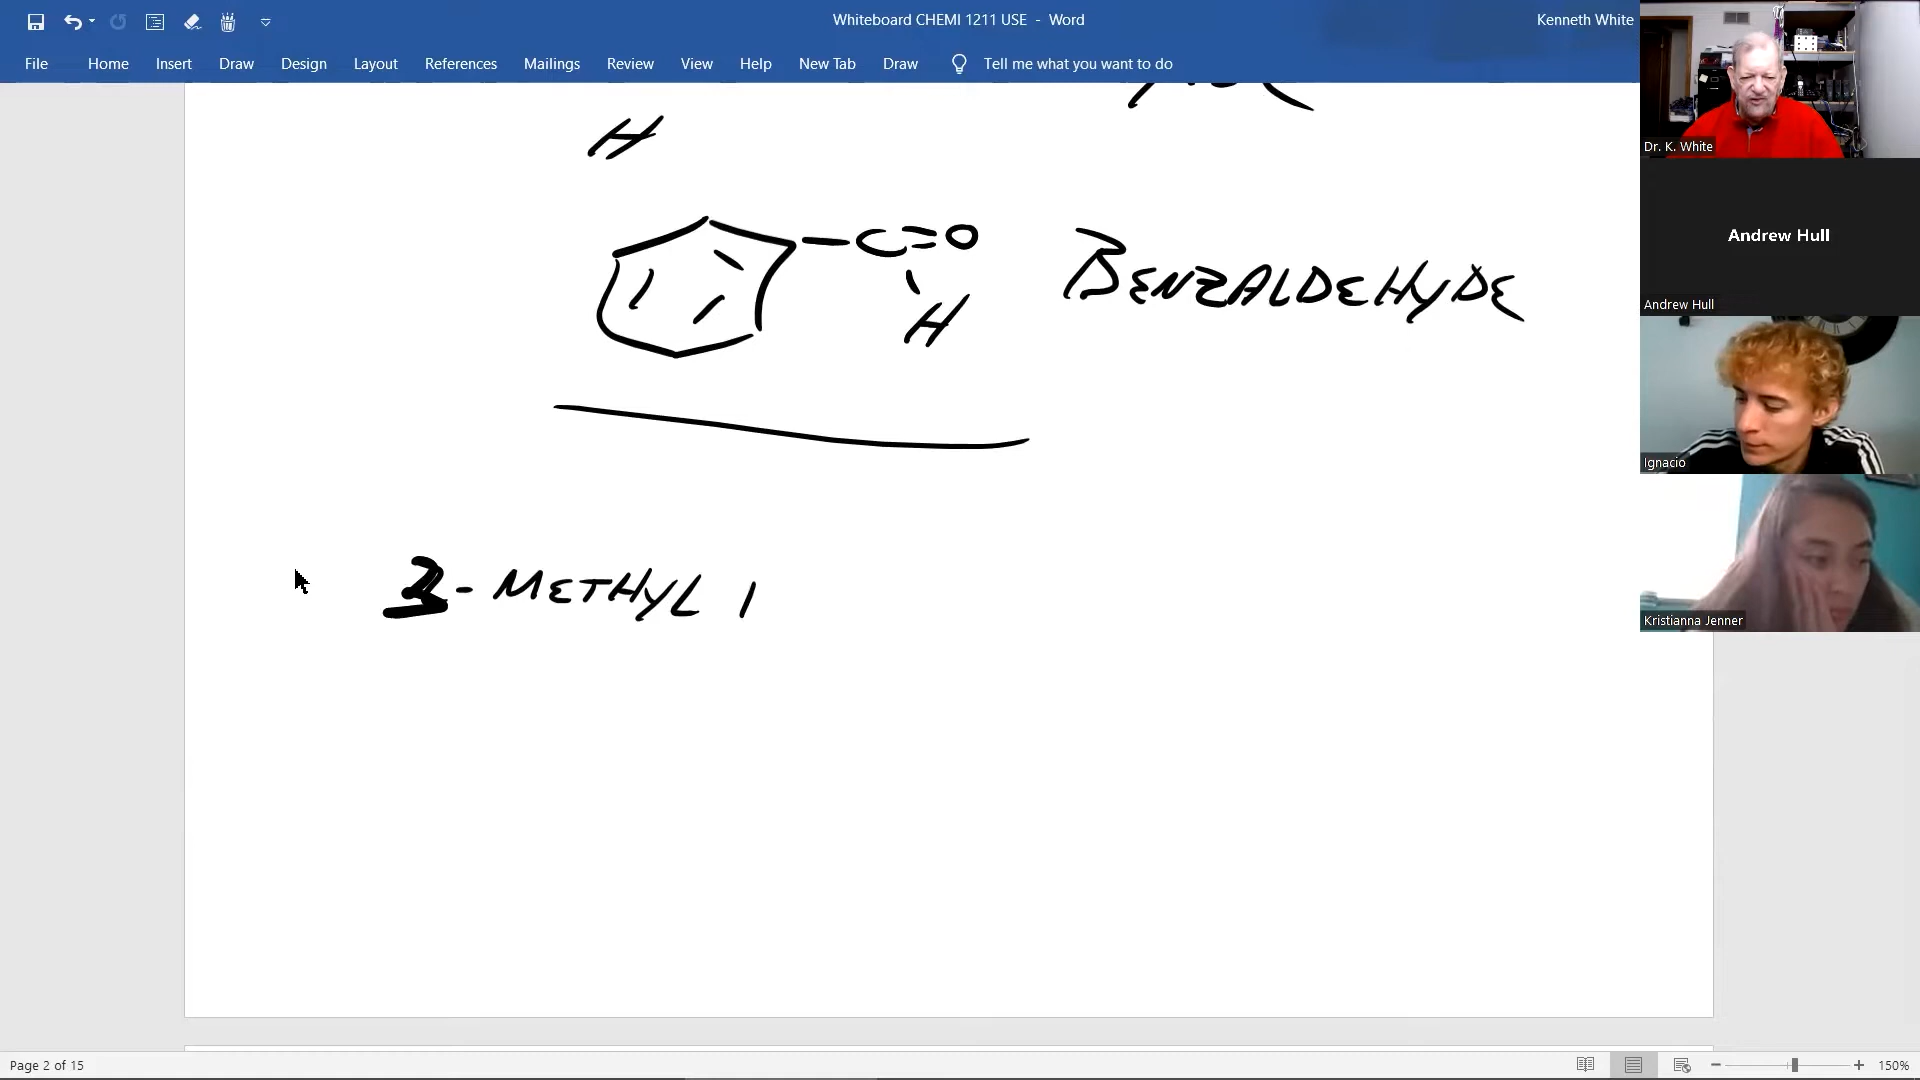 Whiteboard CHEMI 1211 USE - Word
Kenneth White
File Home Insert Draw Design Layout References Mailings Review View Help New Tab Draw Tell me what you want to do
Dr. K. White
H
C=O
BENZALDEHYDE
H
Andrew Hull
Andrew Hull
Ignacio
- METHYL
Kristianna Jenner
Page 2 of 15
150%